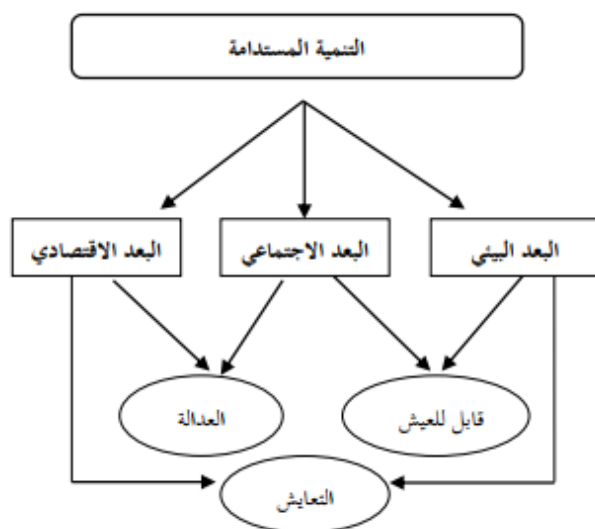 التنمية المستدامة
البعد البيئي
البعد الاجتماعي
البعد الاقتصادي
قابل للعيش
العدالة
التعايش